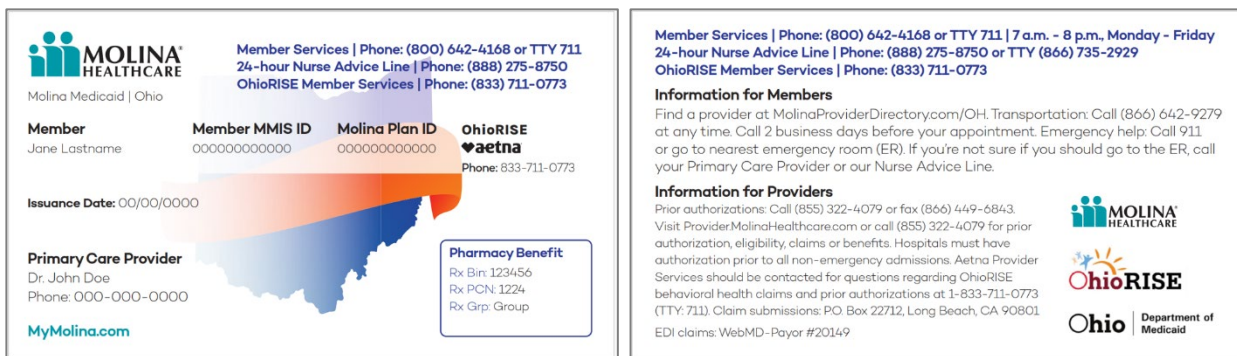 MOLINA®
HEALTHCARE
Molina Medicaid | Ohio
Member Services | Phone: (800) 642-4168 or TTY 711
24-hour Nurse Advice Line | Phone: (888) 275-8750
OhioRISE Member Services | Phone: (833) 711-0773
Member
Jane Lastname
Member MMIS ID
000000000000
Molina Plan ID
000000000000
OhioRISE
aetna
Phone: 833-711-0773
Issuance Date: 00/00/0000
Primary Care Provider
Dr. John Doe
Phone: 000-000-0000
MyMolina.com
Pharmacy Benefit
Rx Bin: 123456
Rx PCN: 1224
Rx Grp: Group
Member Services | Phone: (800) 642-4168 or TTY 711 | 7 a.m. - 8 p.m., Monday - Friday
24-hour Nurse Advice Line | Phone: (888) 275-8750 or TTY (866) 735-2929
OhioRISE Member Services | Phone: (833) 711-0773
Information for Members
Find a provider at MolinaProviderDirectory.com/OH. Transportation: Call (866) 642-9279
at any time. Call 2 business days before your appointment. Emergency help: Call 911
or go to nearest emergency room (ER). If you're not sure if you should go to the ER, call
your Primary Care Provider or our Nurse Advice Line.
Information for Providers
Prior authorizations: Call (855) 322-4079 or fax (866) 449-6843.
Visit Provider.MolinaHealthcare.com or call (855) 322-4079 for prior
authorization, eligibility, claims or benefits. Hospitals must have
authorization prior to all non-emergency admissions. Aetna Provider
Services should be contacted for questions regarding OhioRISE
behavioral health claims and prior authorizations at 1-833-711-0773
(TTY: 711). Claim submissions: P.O. Box 22712, Long Beach, CA 90801
EDI claims: WebMD-Payor #20149
MOLINA®
HEALTHCARE
OhioRISE
Ohio | Department of
Medicaid